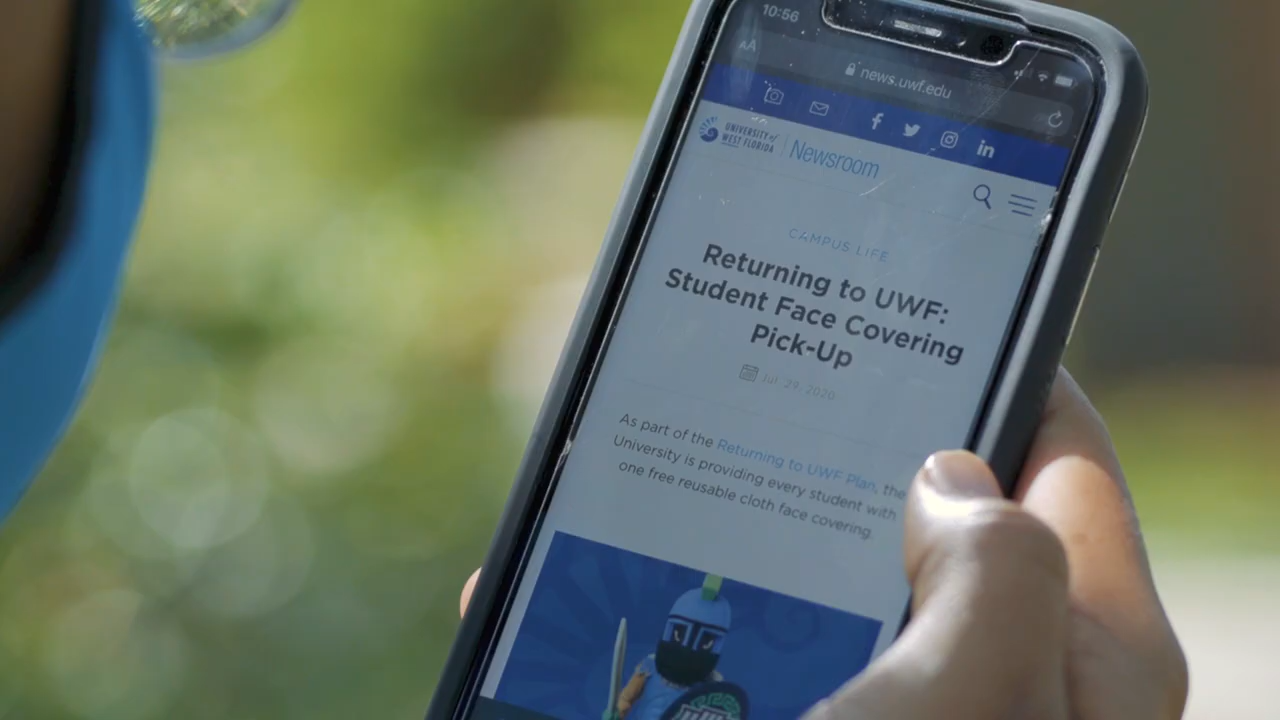 10:56
AA
news.uwf.edu
UNIVERSITY of
WEST FLORIDA
Newsroom
CAMPUS LIFE
Returning to UWF:
Student Face Covering
Pick-Up
Jul 29, 2020
As part of the Returning to UWF Plan, the
University is providing every student with
one free reusable cloth face covering.